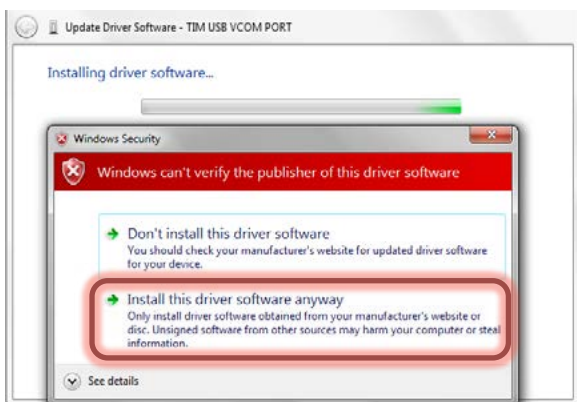 Update Driver Software - TIM USB VCOM PORT
Installing driver software...
Windows Security
Windows can't verify the publisher of this driver software
Don't install this driver software
You should check your manufacturer's website for updated driver software
for your device.
Install this driver software anyway
Only install driver software obtained from your manufacturer's website or
disc. Unsigned software from other sources may harm your computer or steal
information.
See details